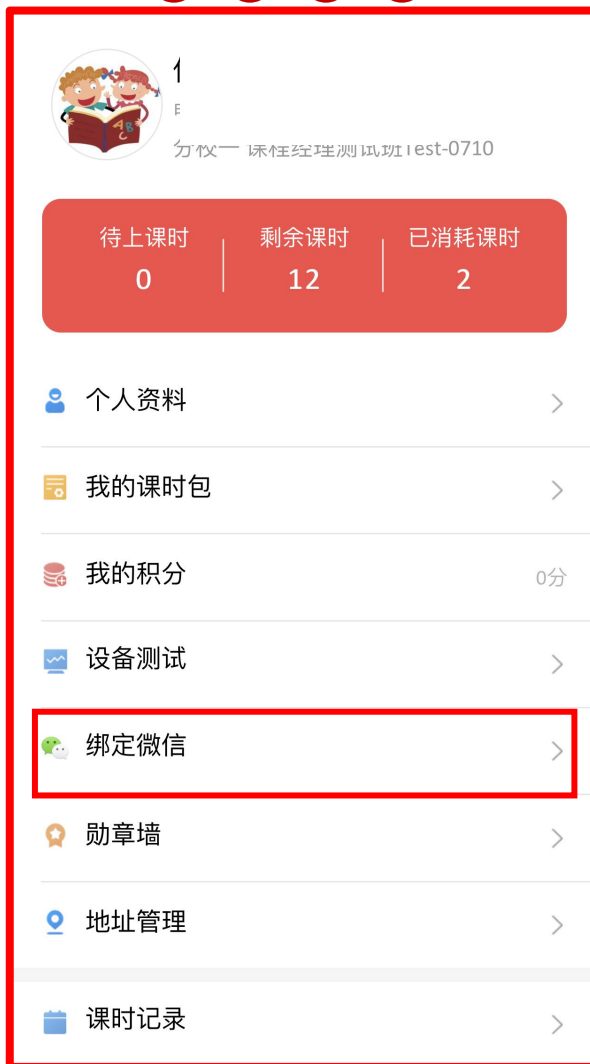 分校一 课程经理测试班Test-0710
待上课时 剩余课时 已消耗课时
0 12 2
个人资料
我的课时包
我的积分 0分
设备测试
绑定微信
勋章墙
地址管理
课时记录